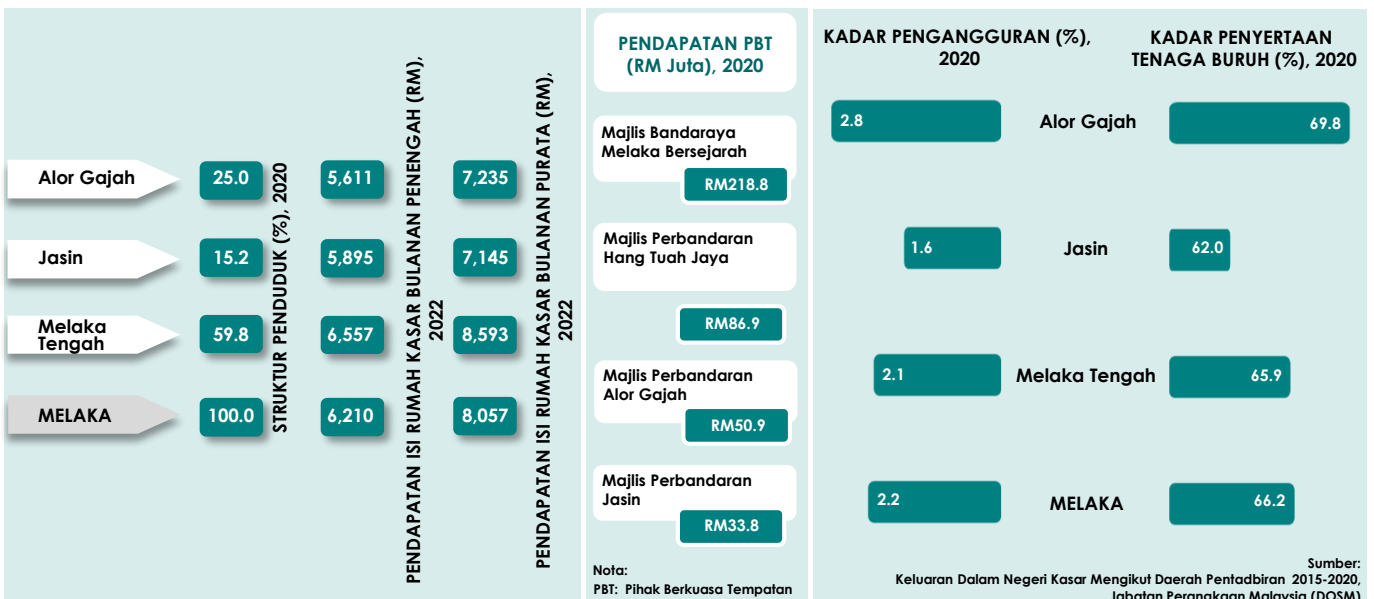 Alor Gajah
25.0
5,611
7,235
Jasin
15.2
5,895
7,145
Melaka
Tengah
59.8
6,557
8,593
MELAKA
100.0
6,210
8,057
STRUKTUR PENDUDUK (%), 2020
PENDAPATAN ISI RUMAH KASAR BULANAN PENENGAH (RM),
2022
PENDAPATAN ISI RUMAH KASAR BULANAN PURATA (RM),
2022
PENDAPATAN PBT
(RM Juta), 2020
Majlis Bandaraya
Melaka Bersejarah
RM218.8
Majlis Perbandaran
Hang Tuah Jaya
RM86.9
Majlis Perbandaran
Alor Gajah
RM50.9
Majlis Perbandaran
Jasin
RM33.8
Nota:
PBT: Pihak Berkuasa Tempatan
KADAR PENGANGGURAN (%),
2020
KADAR PENYERTAAN
TENAGA BURUH (%), 2020
2.8
Alor Gajah
69.8
1.6
Jasin
62.0
2.1
Melaka Tengah
65.9
2.2
MELAKA
66.2
Sumber:
Keluaran Dalam Negeri Kasar Mengikut Daerah Pentadbiran 2015-2020,
Jabatan Perangkaan Malaysia (DOSM)